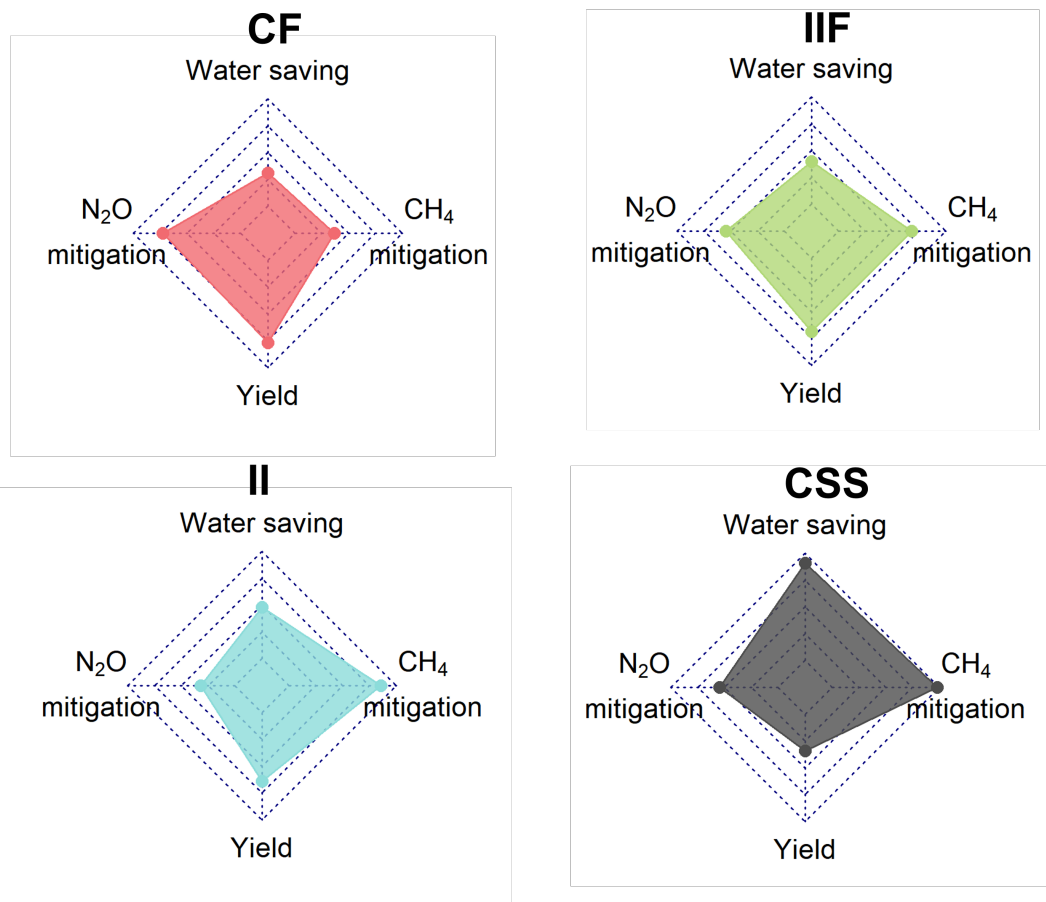 CF
Water saving
N₂O
mitigation
CH₄
mitigation
Yield
IIF
Water saving
N₂O
mitigation
CH₄
mitigation
Yield
II
Water saving
N₂O
mitigation
CH₄
mitigation
Yield
CSS
Water saving
N₂O
mitigation
CH₄
mitigation
Yield